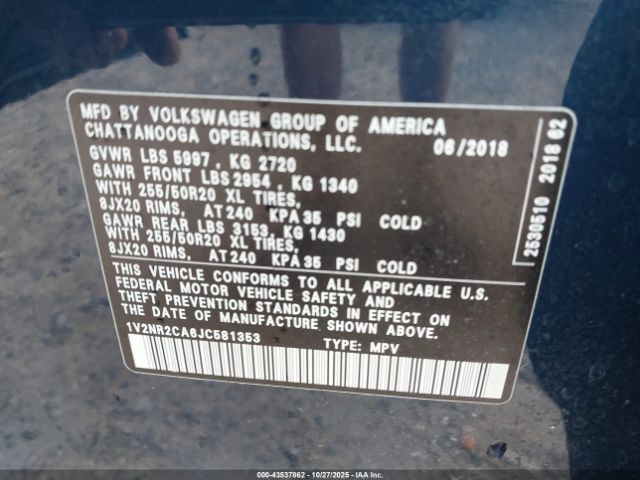 MFD BY VOLKSWAGEN GROUP OF AMERICA
CHATTANOOGA OPERATIONS, LLC. 06/2018
GVWR LBS 5997 , KG 2720
GAWR FRONT LBS 2954 , KG 1340
WITH 255/50R20 XL TIRES,
8JX20 RIMS, AT 240 KPA 35 PSI COLD
GAWR REAR LBS 3153, KG 1430
WITH 255/50R20 XL TIRES,
8JX20 RIMS, AT 240 KPA 35 PSI COLD
THIS VEHICLE CONFORMS TO ALL APPLICABLE U.S.
FEDERAL MOTOR VEHICLE SAFETY AND
THEFT PREVENTION STANDARDS IN EFFECT ON
THE DATE OF MANUFACTURE SHOWN ABOVE.
1V2NR2CA6JC581353 TYPE: MPV
2530510 2018 62
000-43537862 | 10/27/2025 | Copyright © IAA, Inc.